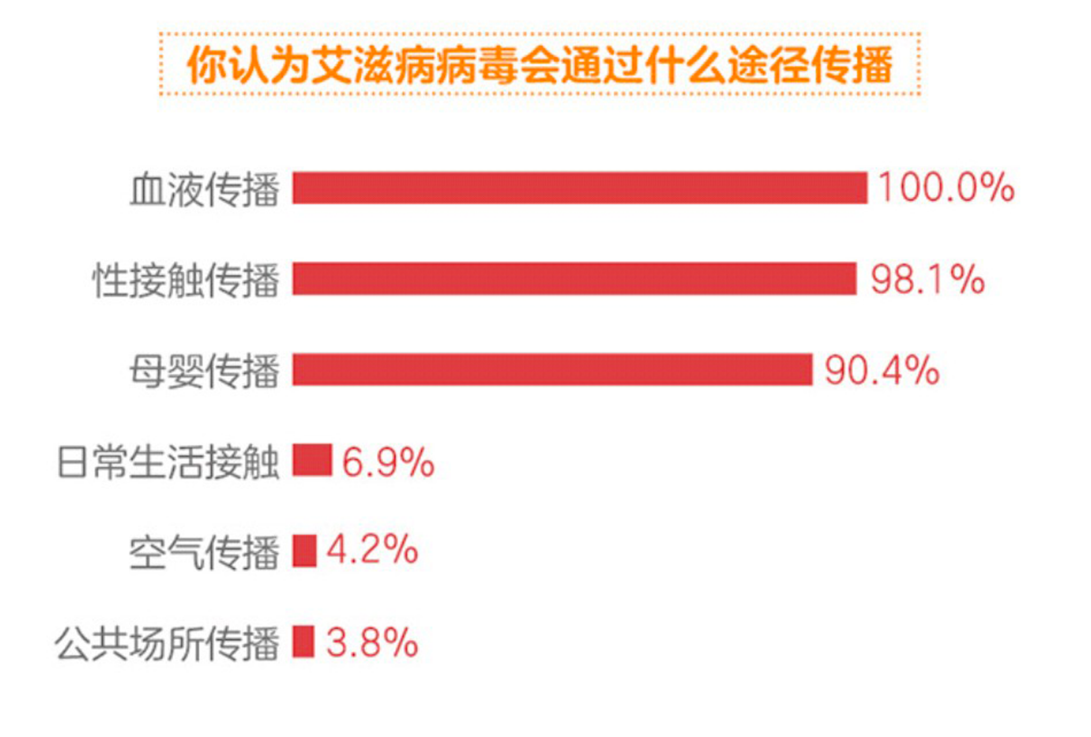 你认为艾滋病病毒会通过什么途径传播
血液传播 100.0%
性接触传播 98.1%
母婴传播 90.4%
日常生活接触 6.9%
空气传播 4.2%
公共场所传播 3.8%